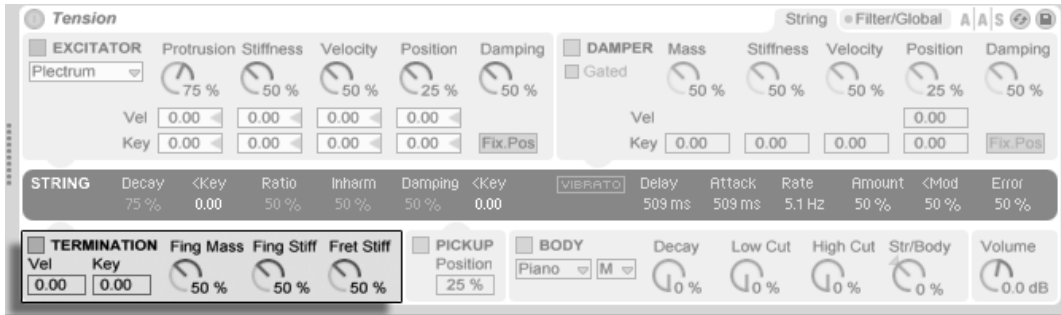 Tension String Filter/Global A A S
EXCITATOR Protrusion Stiffness Velocity Position Damping
Plectrum
75 % 50 % 50 % 25 % 50 %
Vel 0.00 0.00 0.00 0.00
Key 0.00 0.00 0.00 0.00 Fix.Pos
DAMPER Mass Stiffness Velocity Position Damping
Gated
50 % 50 % 50 % 25 % 50 %
Vel 0.00
Key 0.00 0.00 0.00 0.00 Fix.Pos
STRING Decay <Key Ratio Inharm Damping <Key VIBRATO Delay Attack Rate Amount <Mod Error
75 % 0.00 50 % 50 % 50 % 0.00 509 ms 509 ms 5.1 Hz 50 % 50 % 50 %
TERMINATION Fing Mass Fing Stiff Fret Stiff
Vel Key
0.00 0.00 50 % 50 % 50 %
PICKUP
Position
25 %
BODY Decay Low Cut High Cut Str/Body
Piano M
0 % 0 % 0 % 0 %
Volume
0.0 dB